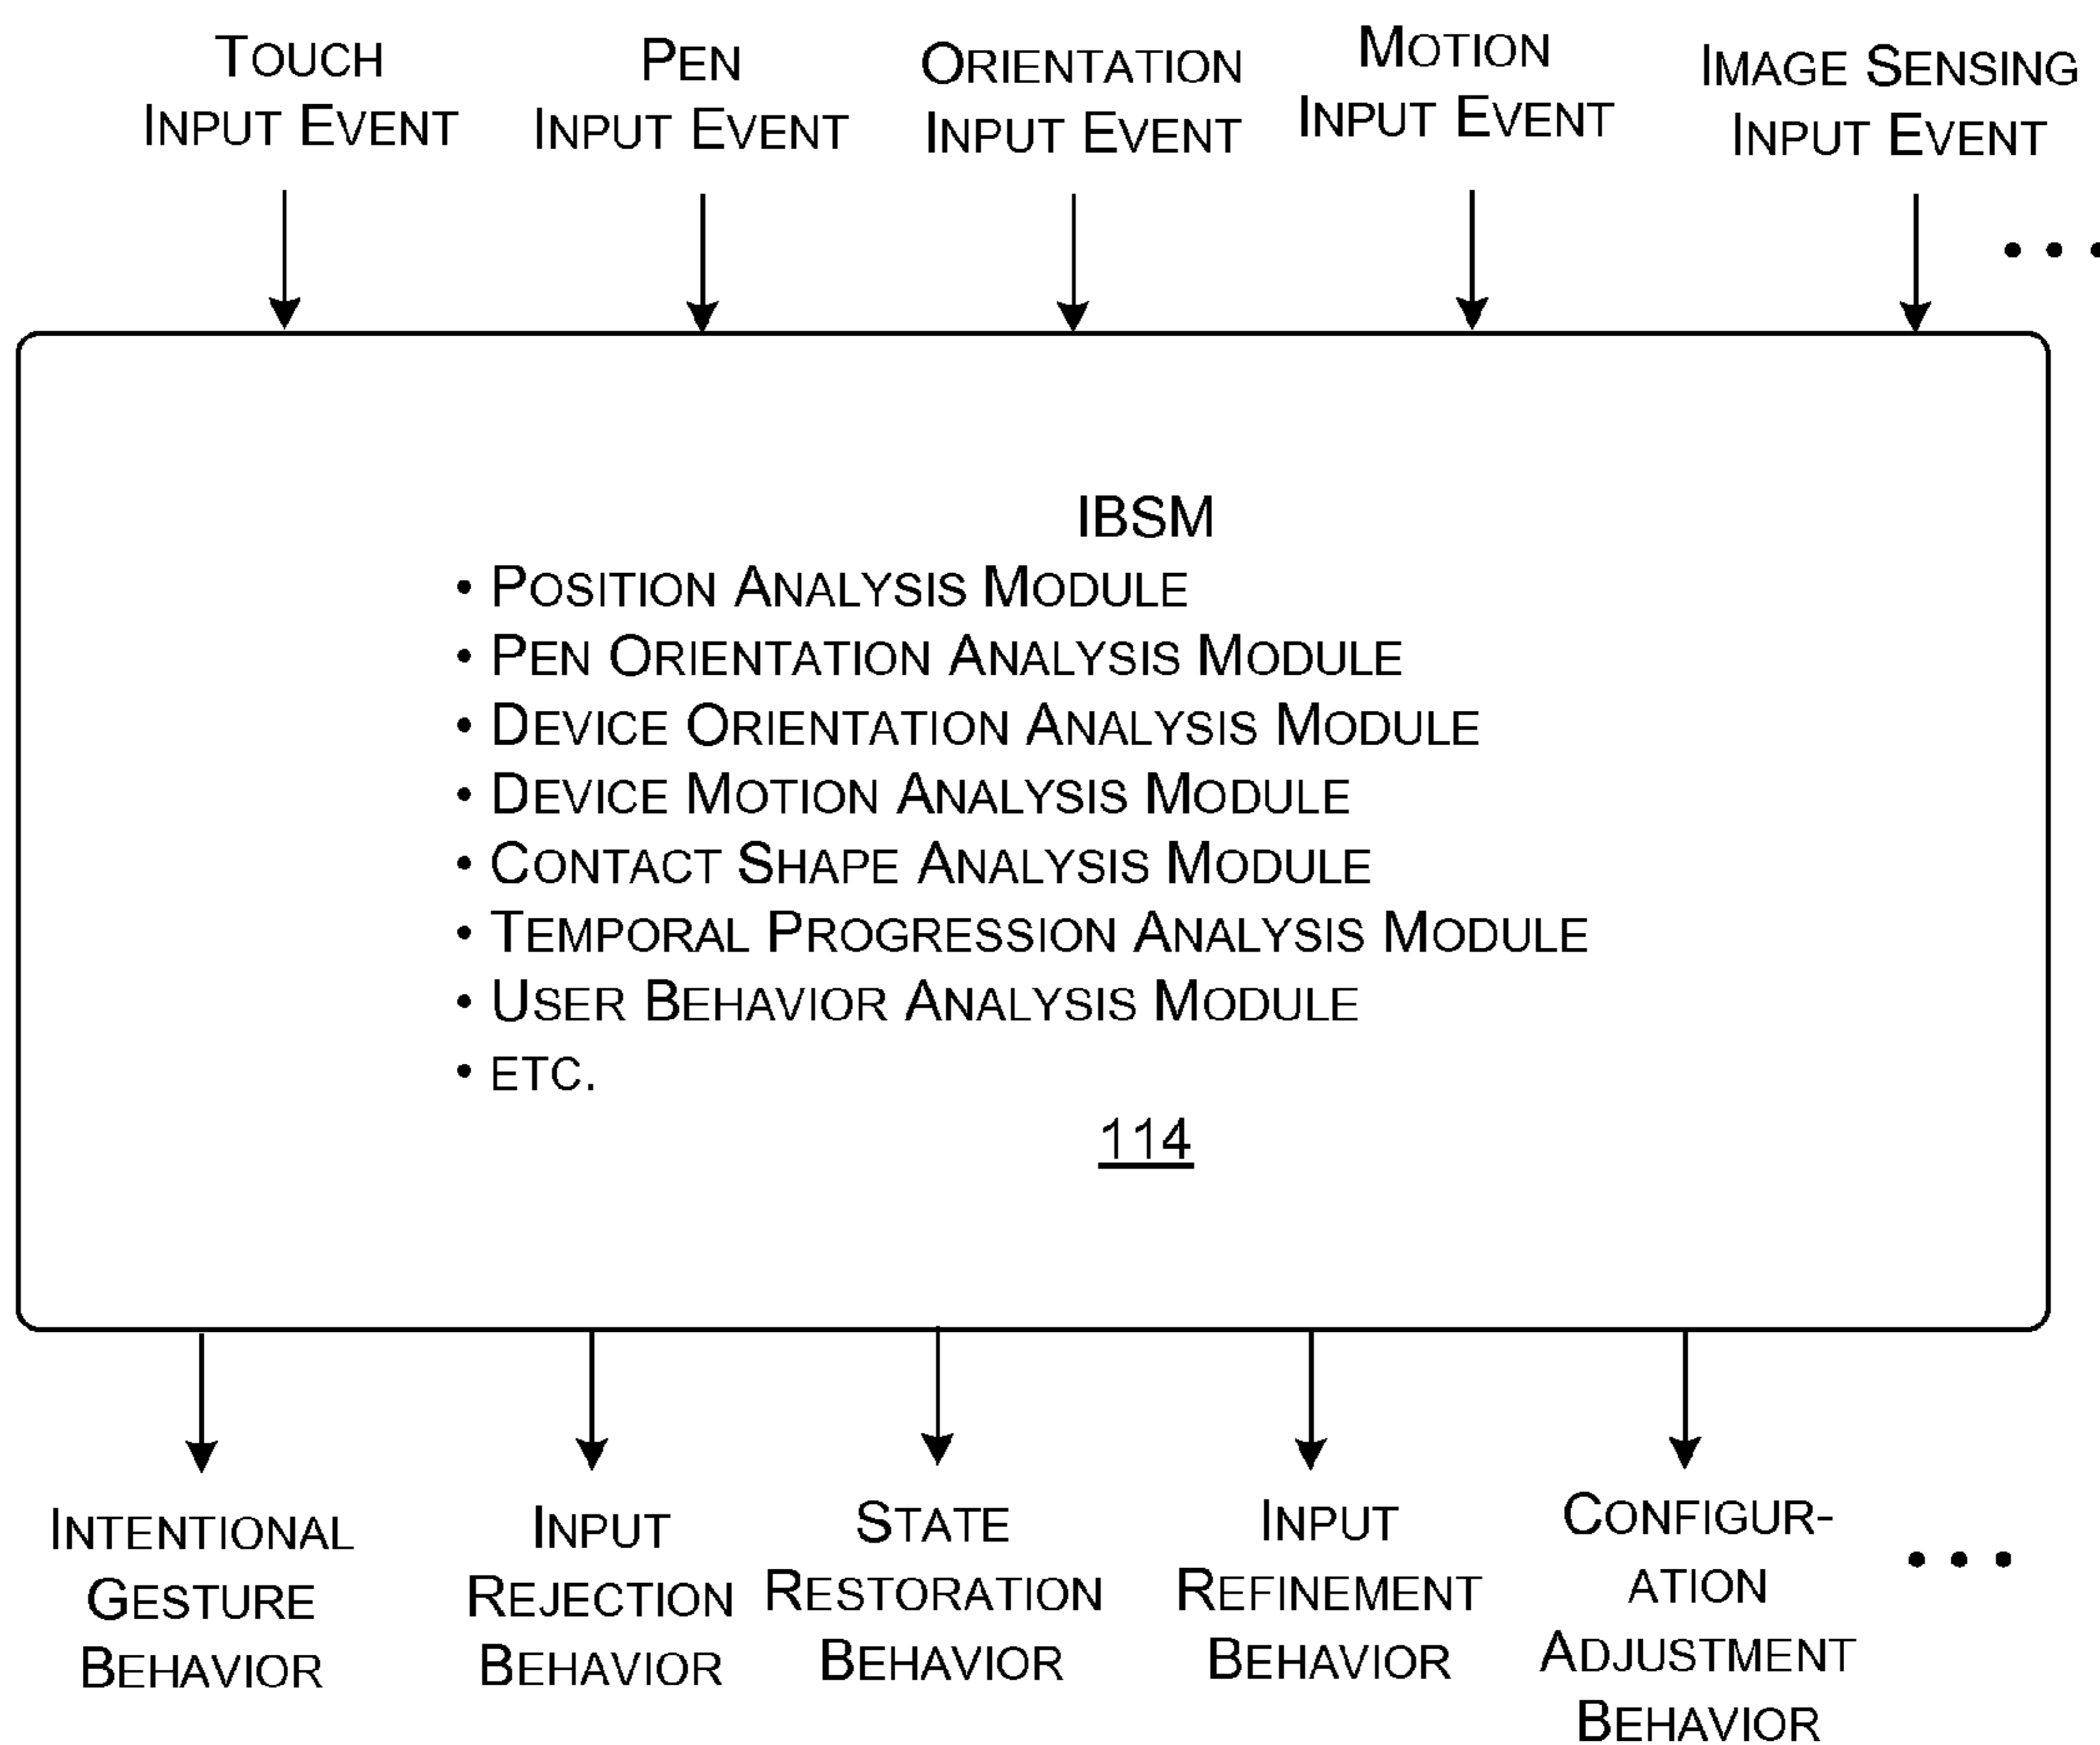 TOUCH
INPUT EVENT
PEN
INPUT EVENT
ORIENTATION
INPUT EVENT
MOTION
INPUT EVENT
IMAGE SENSING
INPUT EVENT
• • •
IBSM
• POSITION ANALYSIS MODULE
• PEN ORIENTATION ANALYSIS MODULE
• DEVICE ORIENTATION ANALYSIS MODULE
• DEVICE MOTION ANALYSIS MODULE
• CONTACT SHAPE ANALYSIS MODULE
• TEMPORAL PROGRESSION ANALYSIS MODULE
• USER BEHAVIOR ANALYSIS MODULE
• ETC.
114
INTENTIONAL
GESTURE
BEHAVIOR
INPUT
REJECTION
BEHAVIOR
STATE
RESTORATION
BEHAVIOR
INPUT
REFINEMENT
BEHAVIOR
CONFIGUR-
ATION
ADJUSTMENT
BEHAVIOR
• • •